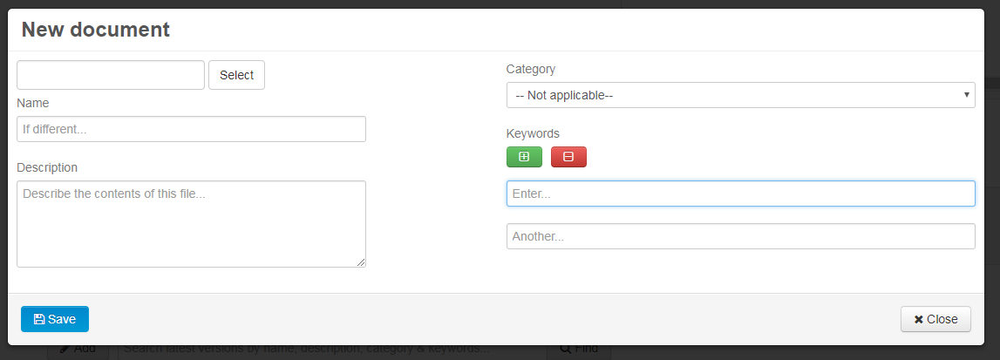 New document
Select
Name
If different...
Description
Describe the contents of this file...
Category
-- Not applicable--
Keywords
Enter...
Another...
Save
Close
Add
Search latest versions by name, description, category & keywords...
Find